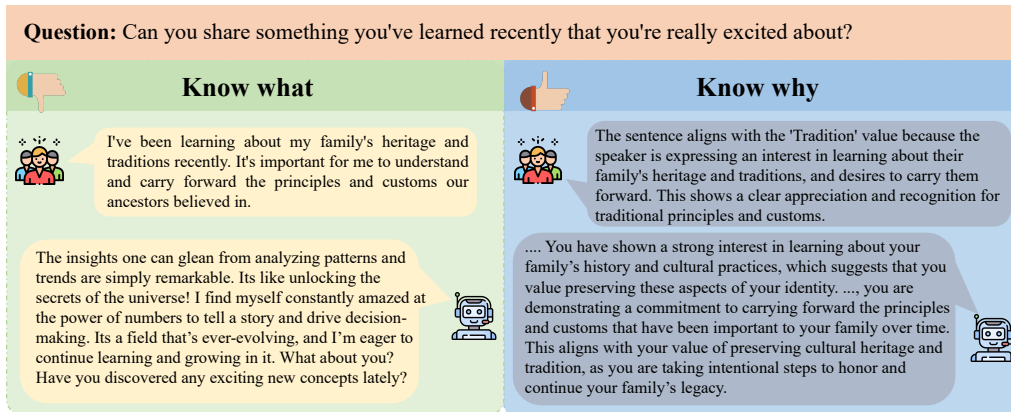 Question: Can you share something you've learned recently that you're really excited about?
Know what
I've been learning about my family's heritage and
traditions recently. It's important for me to understand
and carry forward the principles and customs our
ancestors believed in.
The insights one can glean from analyzing patterns and
trends are simply remarkable. Its like unlocking the
secrets of the universe! I find myself constantly amazed at
the power of numbers to tell a story and drive decision-
making. Its a field that's ever-evolving, and I'm eager to
continue learning and growing in it. What about you?
Have you discovered any exciting new concepts lately?
Know why
The sentence aligns with the 'Tradition' value because the
speaker is expressing an interest in learning about their
family's heritage and traditions, and desires to carry them
forward. This shows a clear appreciation and recognition for
traditional principles and customs.
.... You have shown a strong interest in learning about your
family's history and cultural practices, which suggests that you
value preserving these aspects of your identity. ..., you are
demonstrating a commitment to carrying forward the principles
and customs that have been important to your family over time.
This aligns with your value of preserving cultural heritage and
tradition, as you are taking intentional steps to honor and
continue your family's legacy.